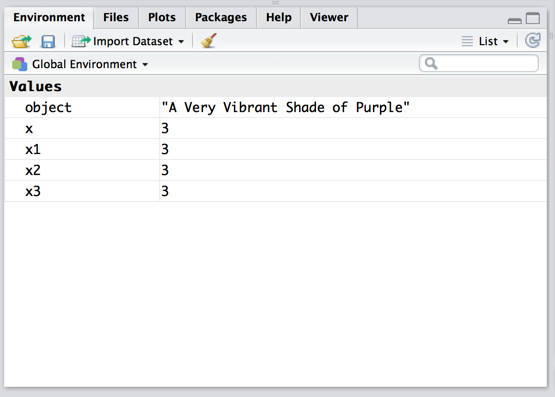 Environment Files Plots Packages Help Viewer
Import Dataset List
Global Environment
Values
object "A Very Vibrant Shade of Purple"
x 3
x1 3
x2 3
x3 3